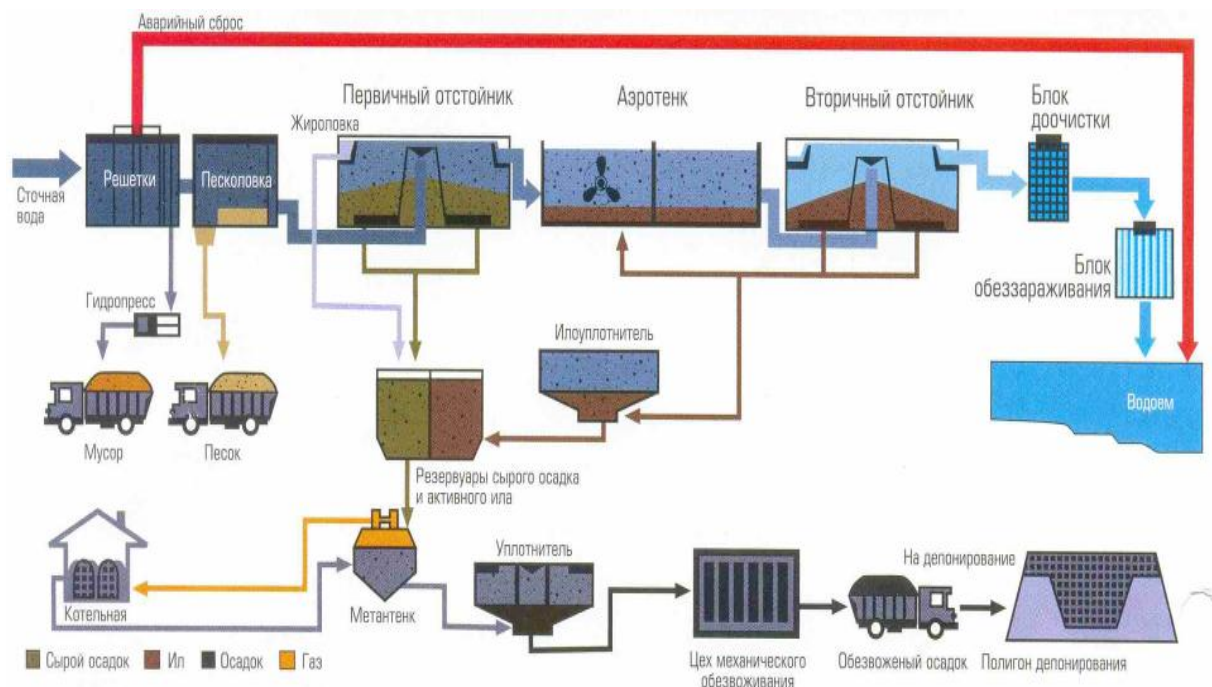 Аварийный сброс
Первичный отстойник
Аэротенк
Вторичный отстойник
Блок
доочистки
Жироловка
Сточная
вода
Решетки
Песколовка
Блок
обеззараживания
Гидропресс
Илоуплотнитель
Водоем
Мусор
Песок
Резервуары сырого осадка
и активного ила
Уплотнитель
На депонирование
Котельная
Метантенк
Цех механического
обезвоживания
Обезвоженый осадок
Полигон депонирования
Сырой осадок
Ил
Осадок
Газ